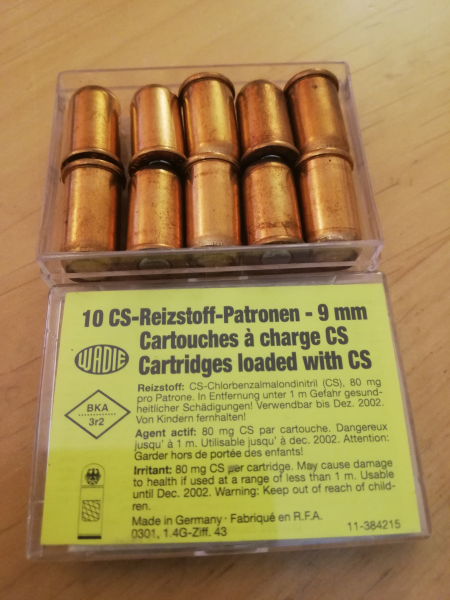 10 CS-Reizstoff-Patronen - 9 mm
Cartouches à charge CS
WADIE
Cartridges loaded with CS
Reizstoff: CS-Chlorbenzalmalondinitril (CS), 80 mg
pro Patrone. In Entfernung unter 1 m Gefahr gesund-
heitlicher Schädigungen! Verwendbar bis Dez. 2002.
Von Kindern fernhalten!
BKA
3r2
Agent actif: 80 mg CS par cartouche. Dangereux
jusqu'à 1 m. Utilisable jusqu'à dec. 2002. Attention:
Garder hors de portée des enfants!
Irritant: 80 mg CS per cartridge. May cause damage
to health if used at a range of less than 1 m. Usable
until Dec. 2002. Warning: Keep out of reach of child-
ren.
Made in Germany · Fabriqué en R.F.A.
0301, 1.4G-Ziff. 43
11-384215